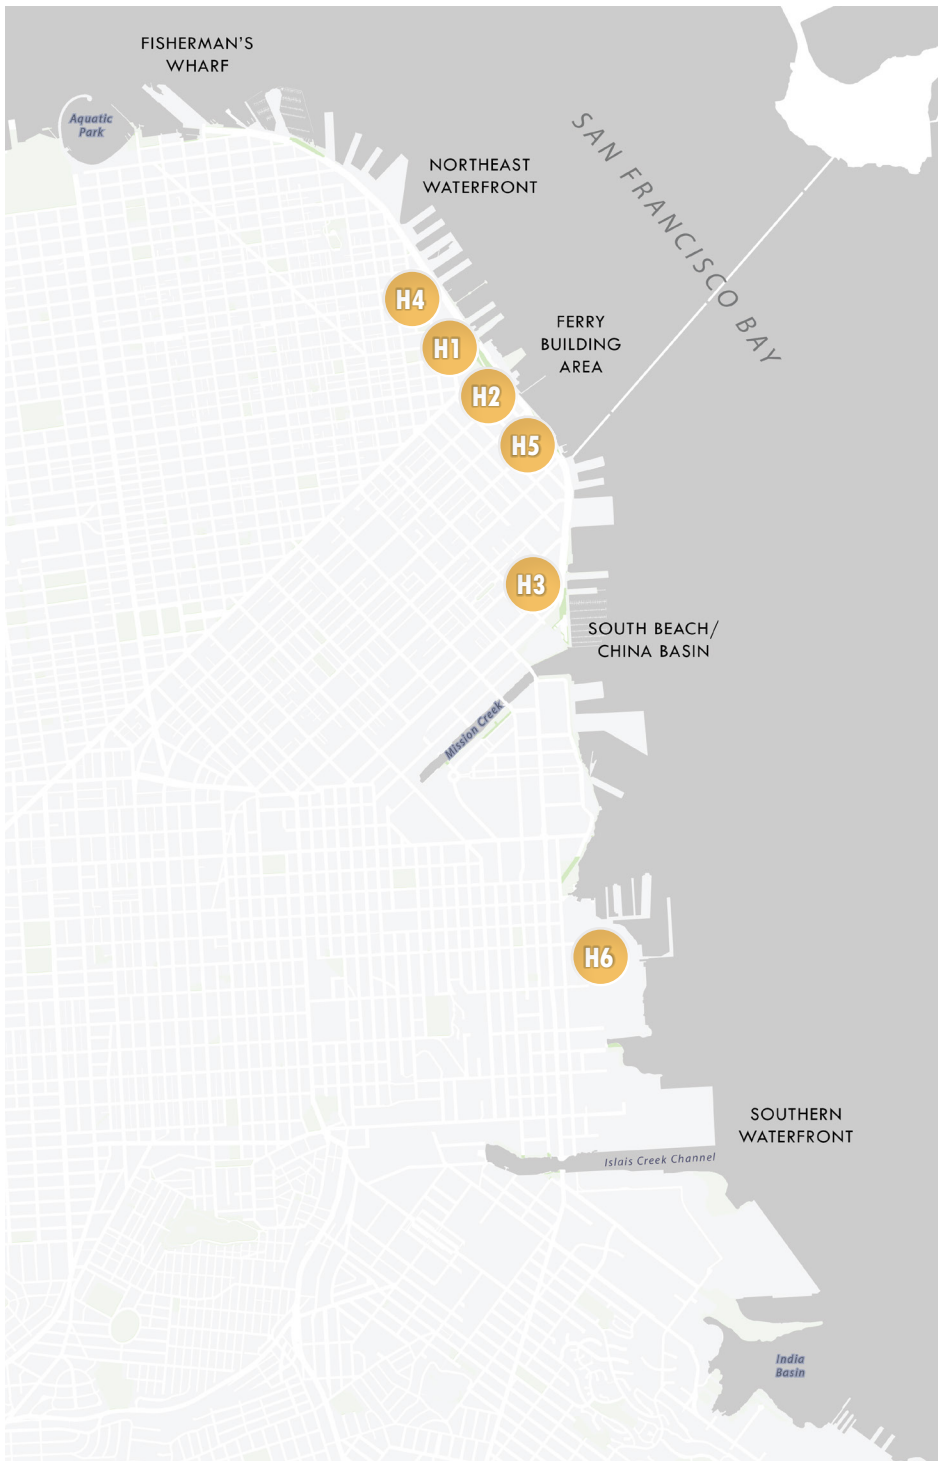 FISHERMAN'S
WHARF
Aquatic
Park
SAN FRANCISCO BAY
NORTHEAST
WATERFRONT
H4
H1
FERRY
BUILDING
AREA
H2
H5
H3
SOUTH BEACH/
CHINA BASIN
Mission Creek
H6
SOUTHERN
WATERFRONT
Islais Creek Channel
India
Basin